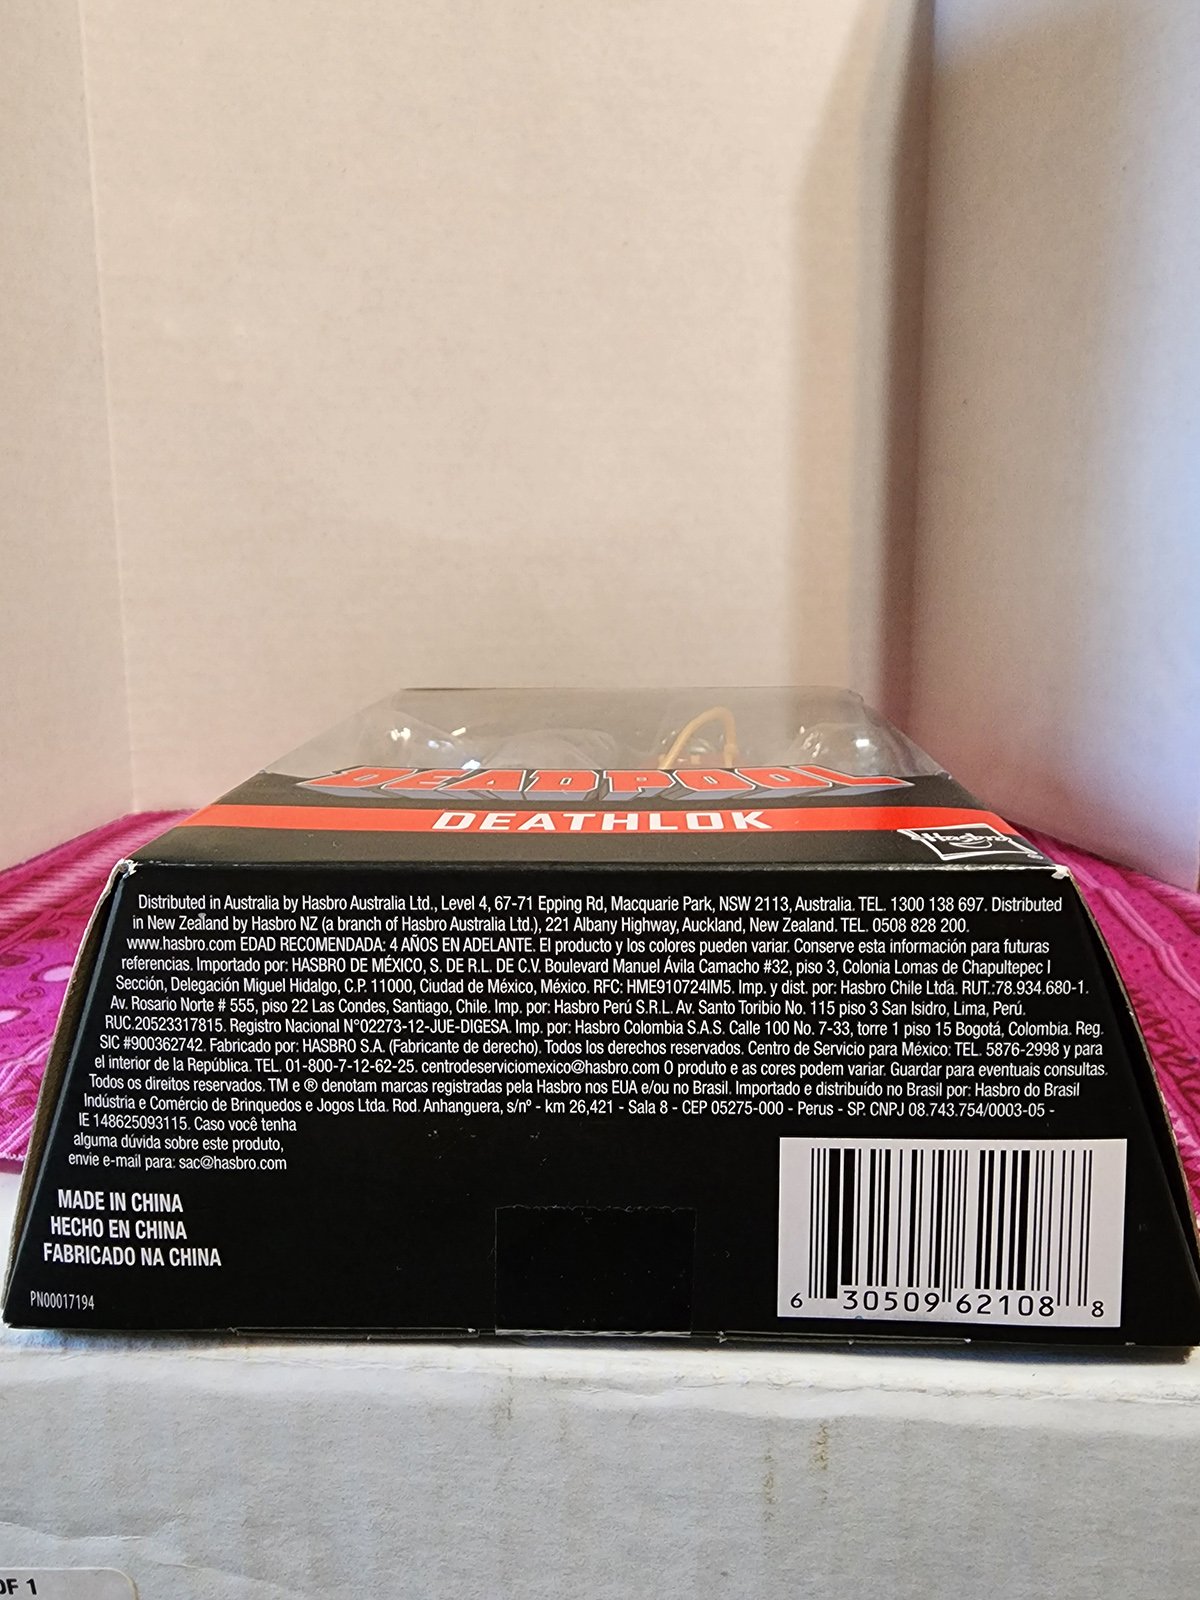 DEADPOOL
DEATHLOK
Hasbro
Distributed in Australia by Hasbro Australia Ltd., Level 4, 67-71 Epping Rd, Macquarie Park, NSW 2113, Australia. TEL. 1300 138 697. Distributed
in New Zealand by Hasbro NZ (a branch of Hasbro Australia Ltd.), 221 Albany Highway, Auckland, New Zealand. TEL. 0508 828 200.
www.hasbro.com EDAD RECOMENDADA: 4 AÑOS EN ADELANTE. El producto y los colores pueden variar. Conserve esta información para futuras
referencias. Importado por: HASBRO DE MÉXICO, S. DE R.L. DE C.V. Boulevard Manuel Ávila Camacho #32, piso 3, Colonia Lomas de Chapultepec I
Sección, Delegación Miguel Hidalgo, C.P. 11000, Ciudad de México, México. RFC: HME910724IM5. Imp. y dist. por: Hasbro Chile Ltda. RUT.:78.934.680-1.
Av. Rosario Norte # 555, piso 22 Las Condes, Santiago, Chile. Imp. por: Hasbro Perú S.R.L. Av. Santo Toribio No. 115 piso 3 San Isidro, Lima, Perú.
RUC.20523317815. Registro Nacional N°02273-12-JUE-DIGESA. Imp. por: Hasbro Colombia S.A.S. Calle 100 No. 7-33, torre 1 piso 15 Bogotá, Colombia. Reg.
SIC #900362742. Fabricado por: HASBRO S.A. (Fabricante de derecho). Todos los derechos reservados. Centro de Servicio para México: TEL. 5876-2998 y para
el interior de la República. TEL. 01-800-7-12-62-25. centrodeserviciomexico@hasbro.com O produto e as cores podem variar. Guardar para eventuais consultas.
Todos os direitos reservados. TM e ® denotam marcas registradas pela Hasbro nos EUA e/ou no Brasil. Importado e distribuído no Brasil por: Hasbro do Brasil
Indústria e Comércio de Brinquedos e Jogos Ltda. Rod. Anhanguera, s/nº - km 26,421 - Sala 8 - CEP 05275-000 - Perus - SP. CNPJ 08.743.754/0003-05 -
IE 148625093115. Caso você tenha
alguma dúvida sobre este produto,
envie e-mail para: sac@hasbro.com
MADE IN CHINA
HECHO EN CHINA
FABRICADO NA CHINA
PN00017194
6 30509 62108 8
OF 1